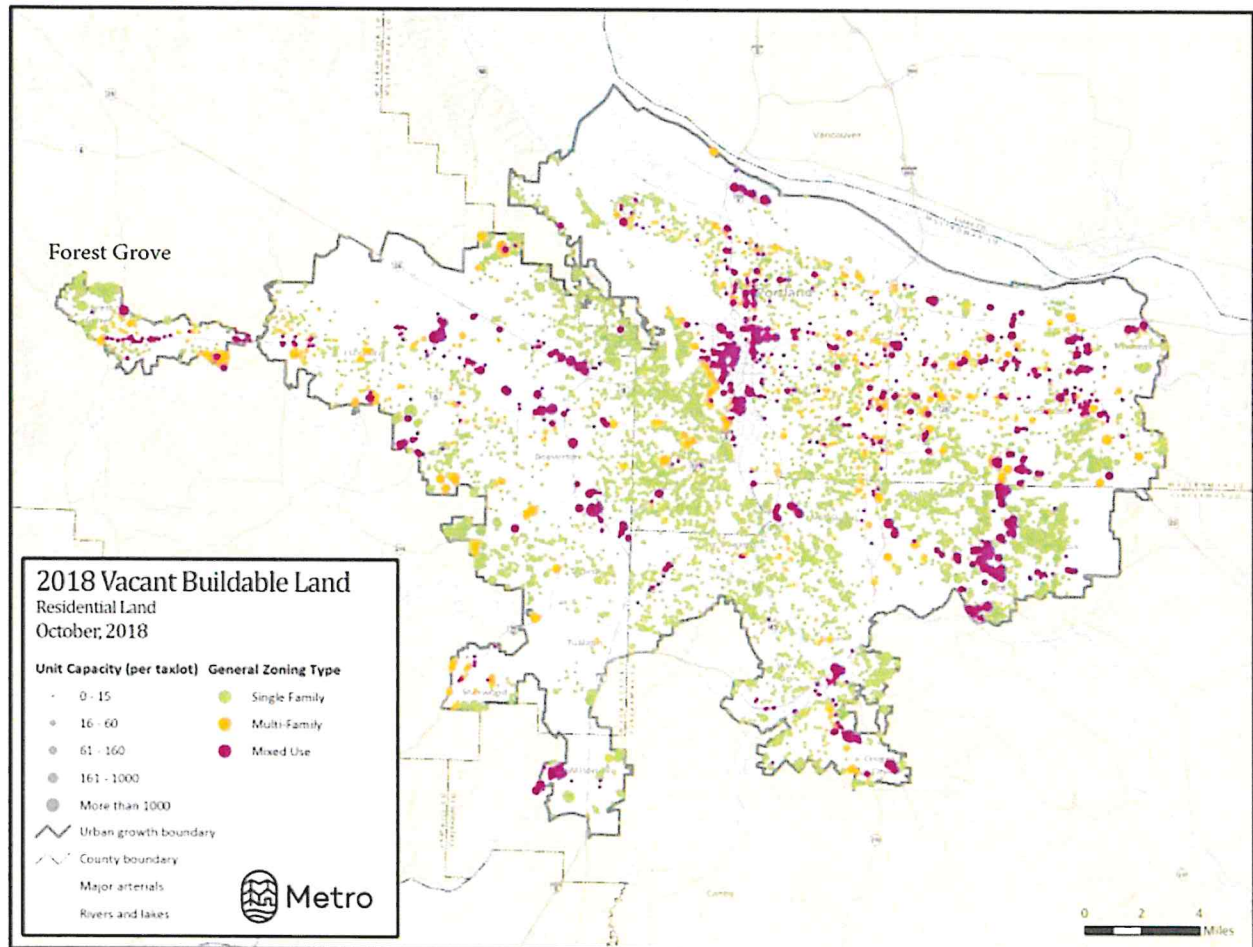 Vancouver
Forest Grove
Portland
Beaverton
2018 Vacant Buildable Land
Residential Land
October, 2018
Unit Capacity (per taxlot) General Zoning Type
0 - 15
16 - 60
61 - 160
161 - 1000
More than 1000
Single Family
Multi-Family
Mixed Use
Urban growth boundary
County boundary
Major arterials
Rivers and lakes
Metro
Canby
0 2 4
Miles